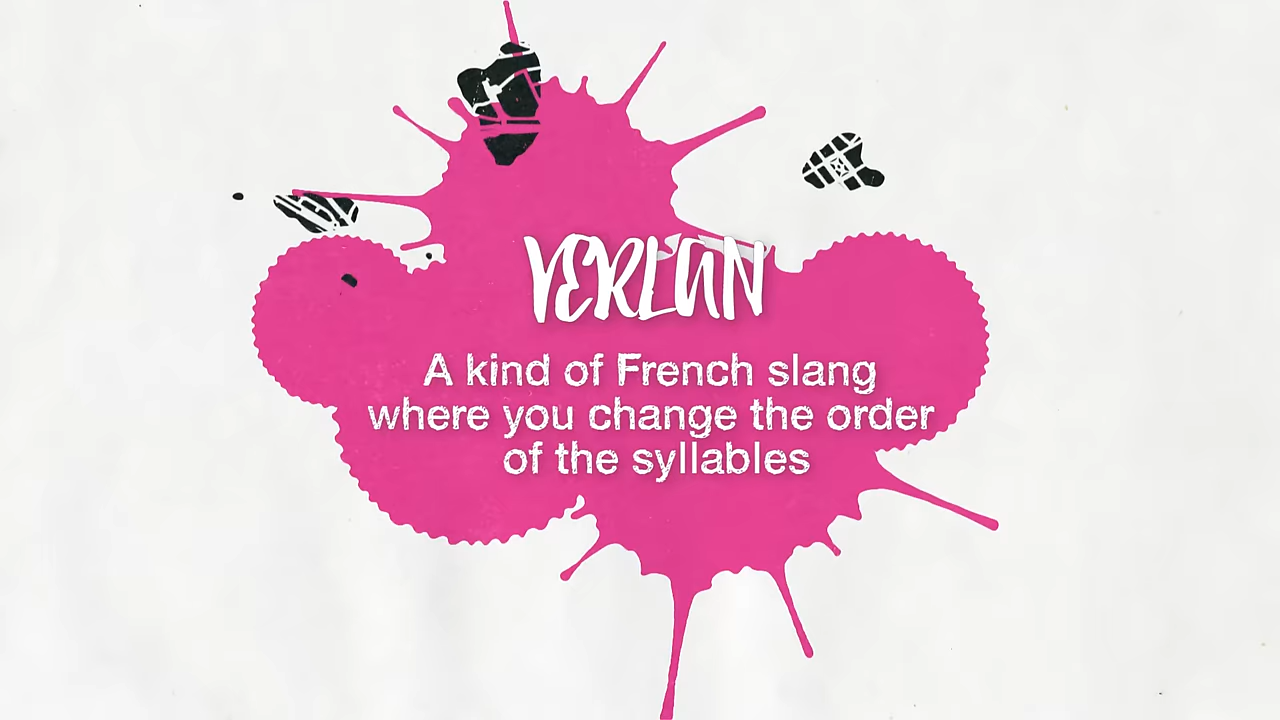 VERLAN
A kind of French slang
where you change the order
of the syllables